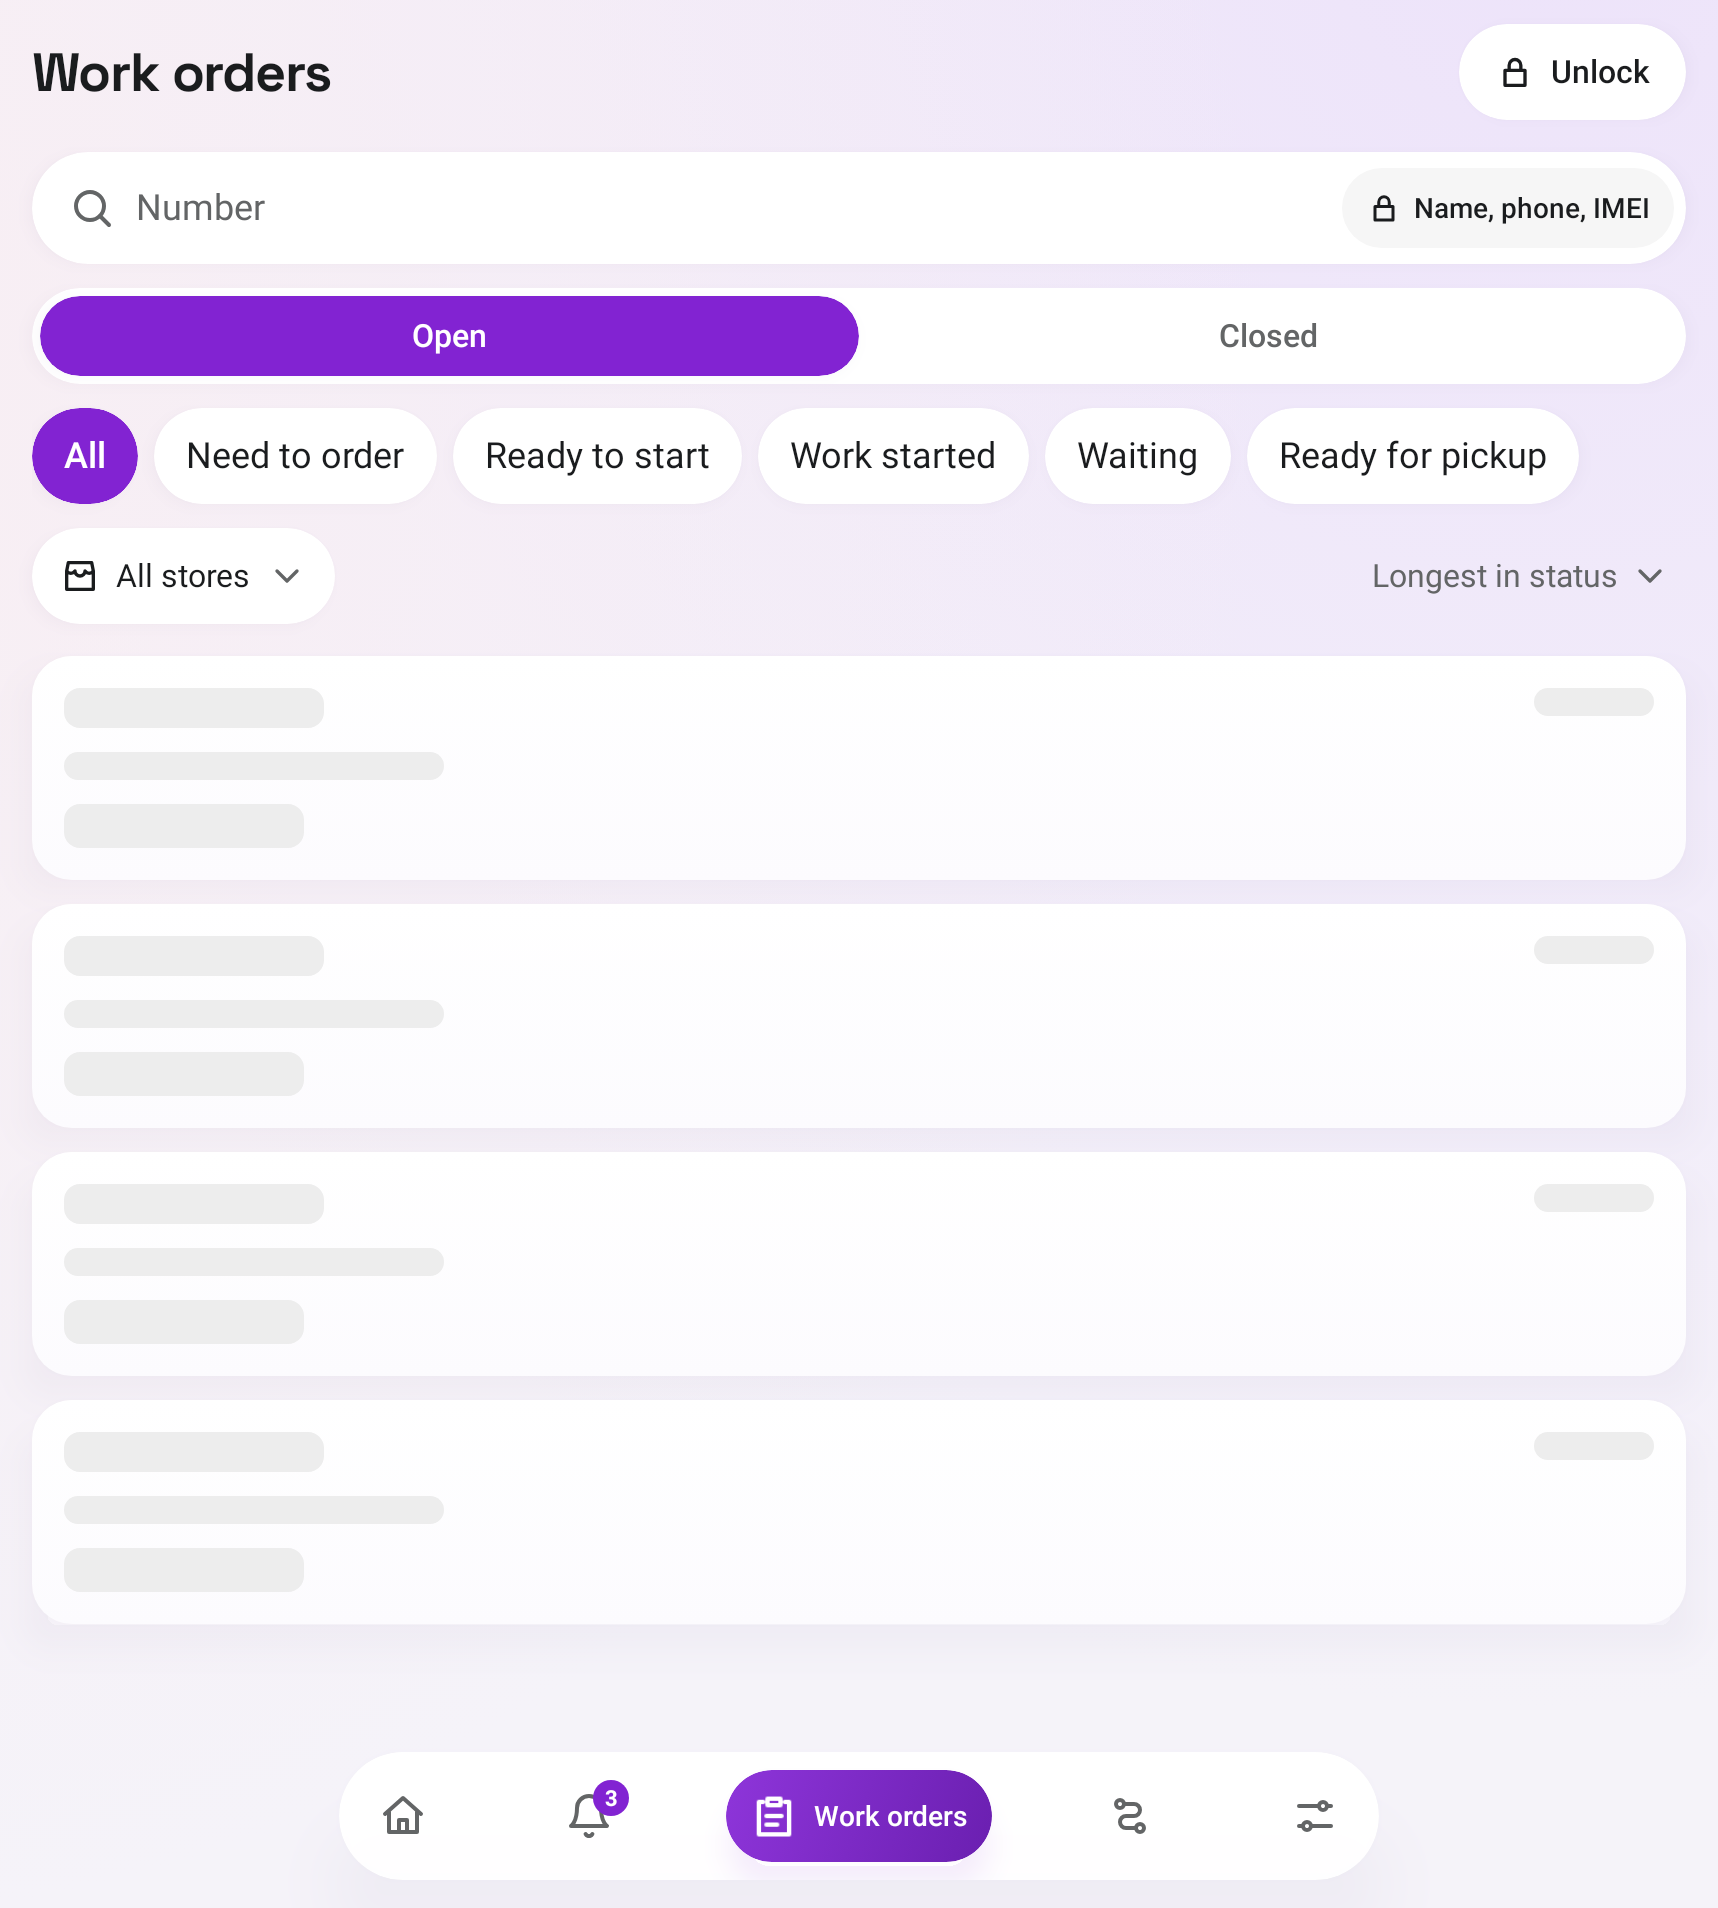 Work orders
Unlock
Number
Name, phone, IMEI
Open
Closed
All
Need to order
Ready to start
Work started
Waiting
Ready for pickup
All stores
Longest in status
3
Work orders